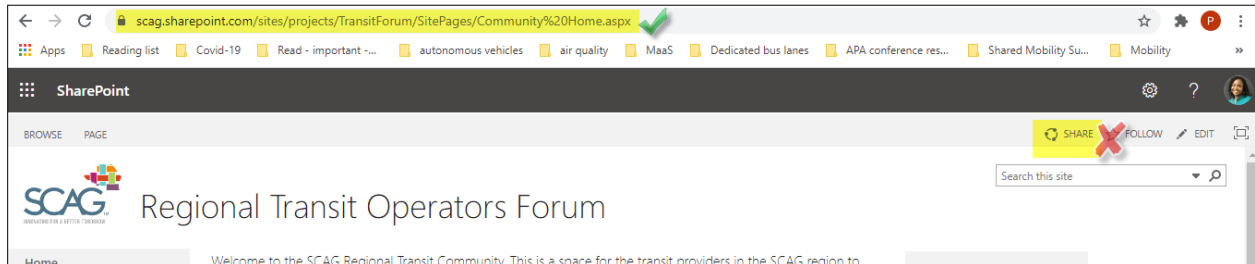 scag.sharepoint.com/sites/projects/TransitForum/SitePages/Community%20Home.aspx
Apps Reading list Covid-19 Read - important -... autonomous vehicles air quality MaaS Dedicated bus lanes APA conference res... Shared Mobility Su... Mobility »
P
SharePoint ?
BROWSE PAGE SHARE FOLLOW EDIT
Search this site
SCAG
INNOVATING FOR A BETTER TOMORROW
Regional Transit Operators Forum
Home
Welcome to the SCAG Regional Transit Community. This is a space for the transit providers in the SCAG region to